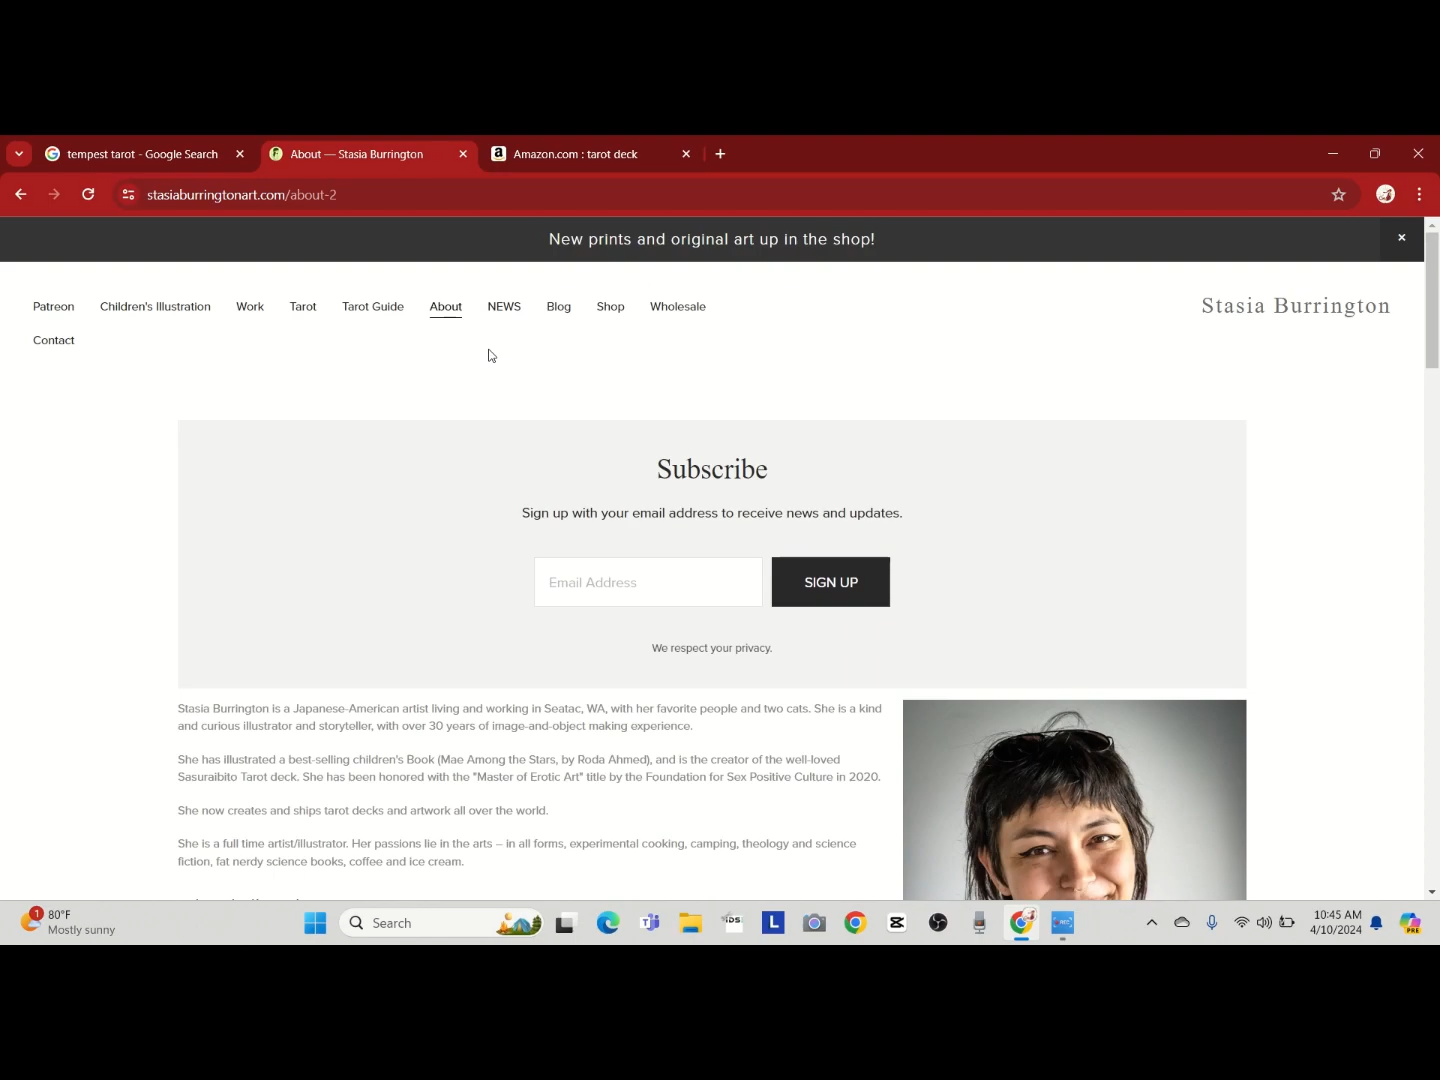 tempest tarot - Google Search
About — Stasia Burrington
Amazon.com : tarot deck
stasiaburringtonart.com/about-2
New prints and original art up in the shop!
Patreon Children's Illustration Work Tarot Tarot Guide About NEWS Blog Shop Wholesale
Contact
Stasia Burrington
Subscribe
Sign up with your email address to receive news and updates.
Email Address
SIGN UP
We respect your privacy.
Stasia Burrington is a Japanese-American artist living and working in Seatac, WA, with her favorite people and two cats. She is a kind
and curious illustrator and storyteller, with over 30 years of image-and-object making experience.
She has illustrated a best-selling children's Book (Mae Among the Stars, by Roda Ahmed), and is the creator of the well-loved
Sasuraibito Tarot deck. She has been honored with the "Master of Erotic Art" title by the Foundation for Sex Positive Culture in 2020.
She now creates and ships tarot decks and artwork all over the world.
She is a full time artist/illustrator. Her passions lie in the arts – in all forms, experimental cooking, camping, theology and science
fiction, fat nerdy science books, coffee and ice cream.
1
80°F
Mostly sunny
Search
L
10:45 AM
4/10/2024
PRE